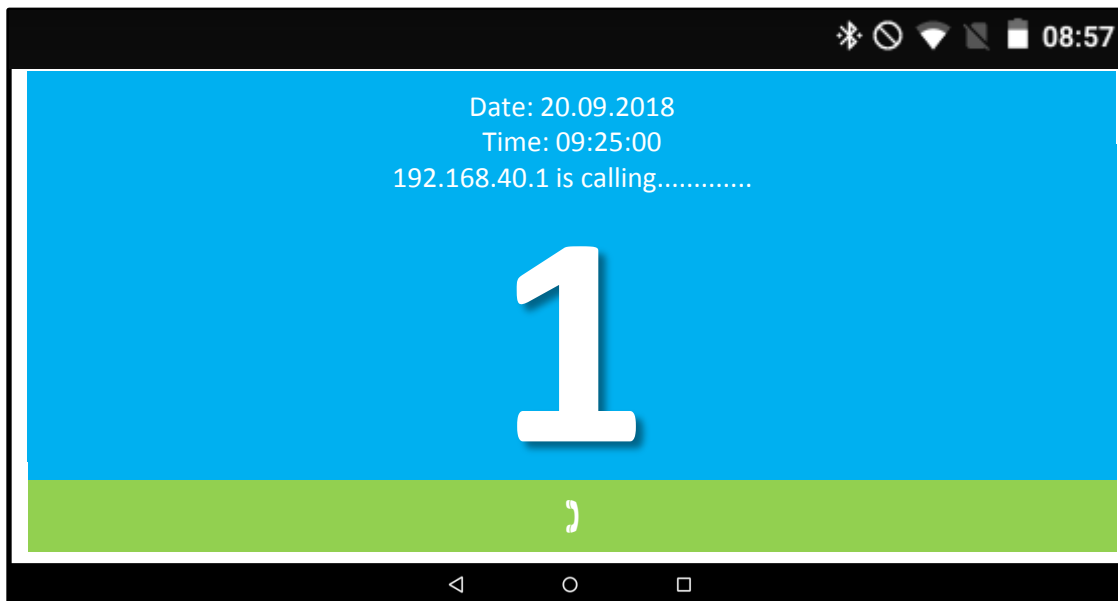 08:57
Date: 20.09.2018
Time: 09:25:00
192.168.40.1 is calling.............
1